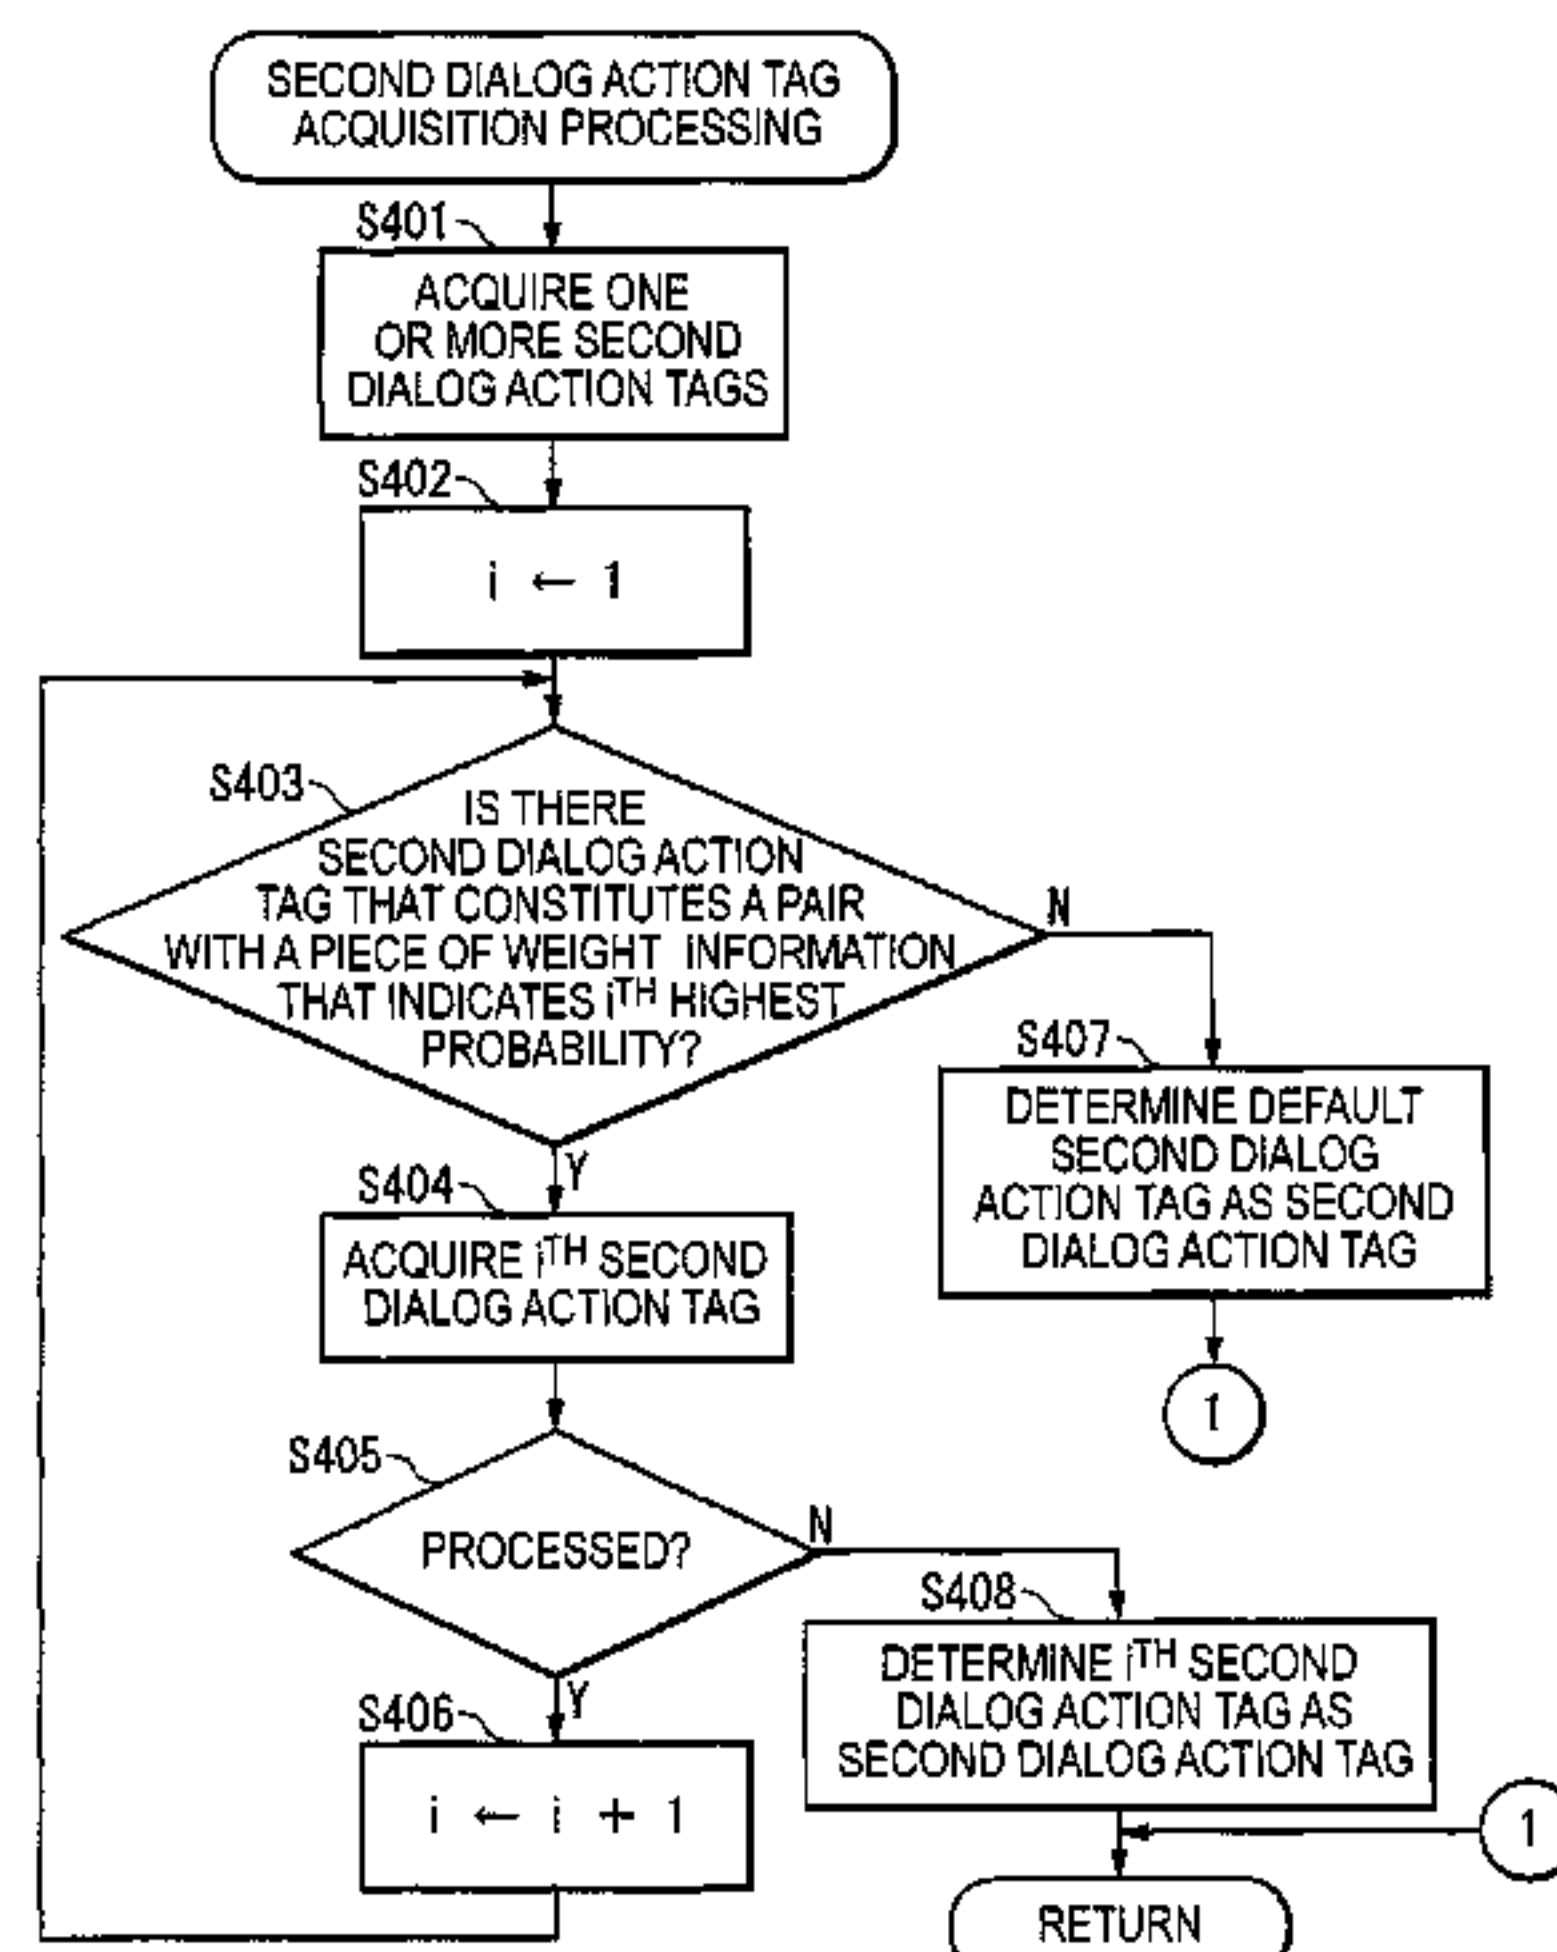 SECOND DIALOG ACTION TAG
ACQUISITION PROCESSING
S401
ACQUIRE ONE
OR MORE SECOND
DIALOG ACTION TAGS
S402
i ← 1
S403
IS THERE
SECOND DIALOG ACTION
TAG THAT CONSTITUTES A PAIR
WITH A PIECE OF WEIGHT INFORMATION
THAT INDICATES iTH HIGHEST
PROBABILITY?
N
Y
S407
DETERMINE DEFAULT
SECOND DIALOG
ACTION TAG AS SECOND
DIALOG ACTION TAG
1
S404
ACQUIRE iTH SECOND
DIALOG ACTION TAG
S405
PROCESSED?
N
Y
S408
DETERMINE iTH SECOND
DIALOG ACTION TAG AS
SECOND DIALOG ACTION TAG
S406
i ← i + 1
1
RETURN